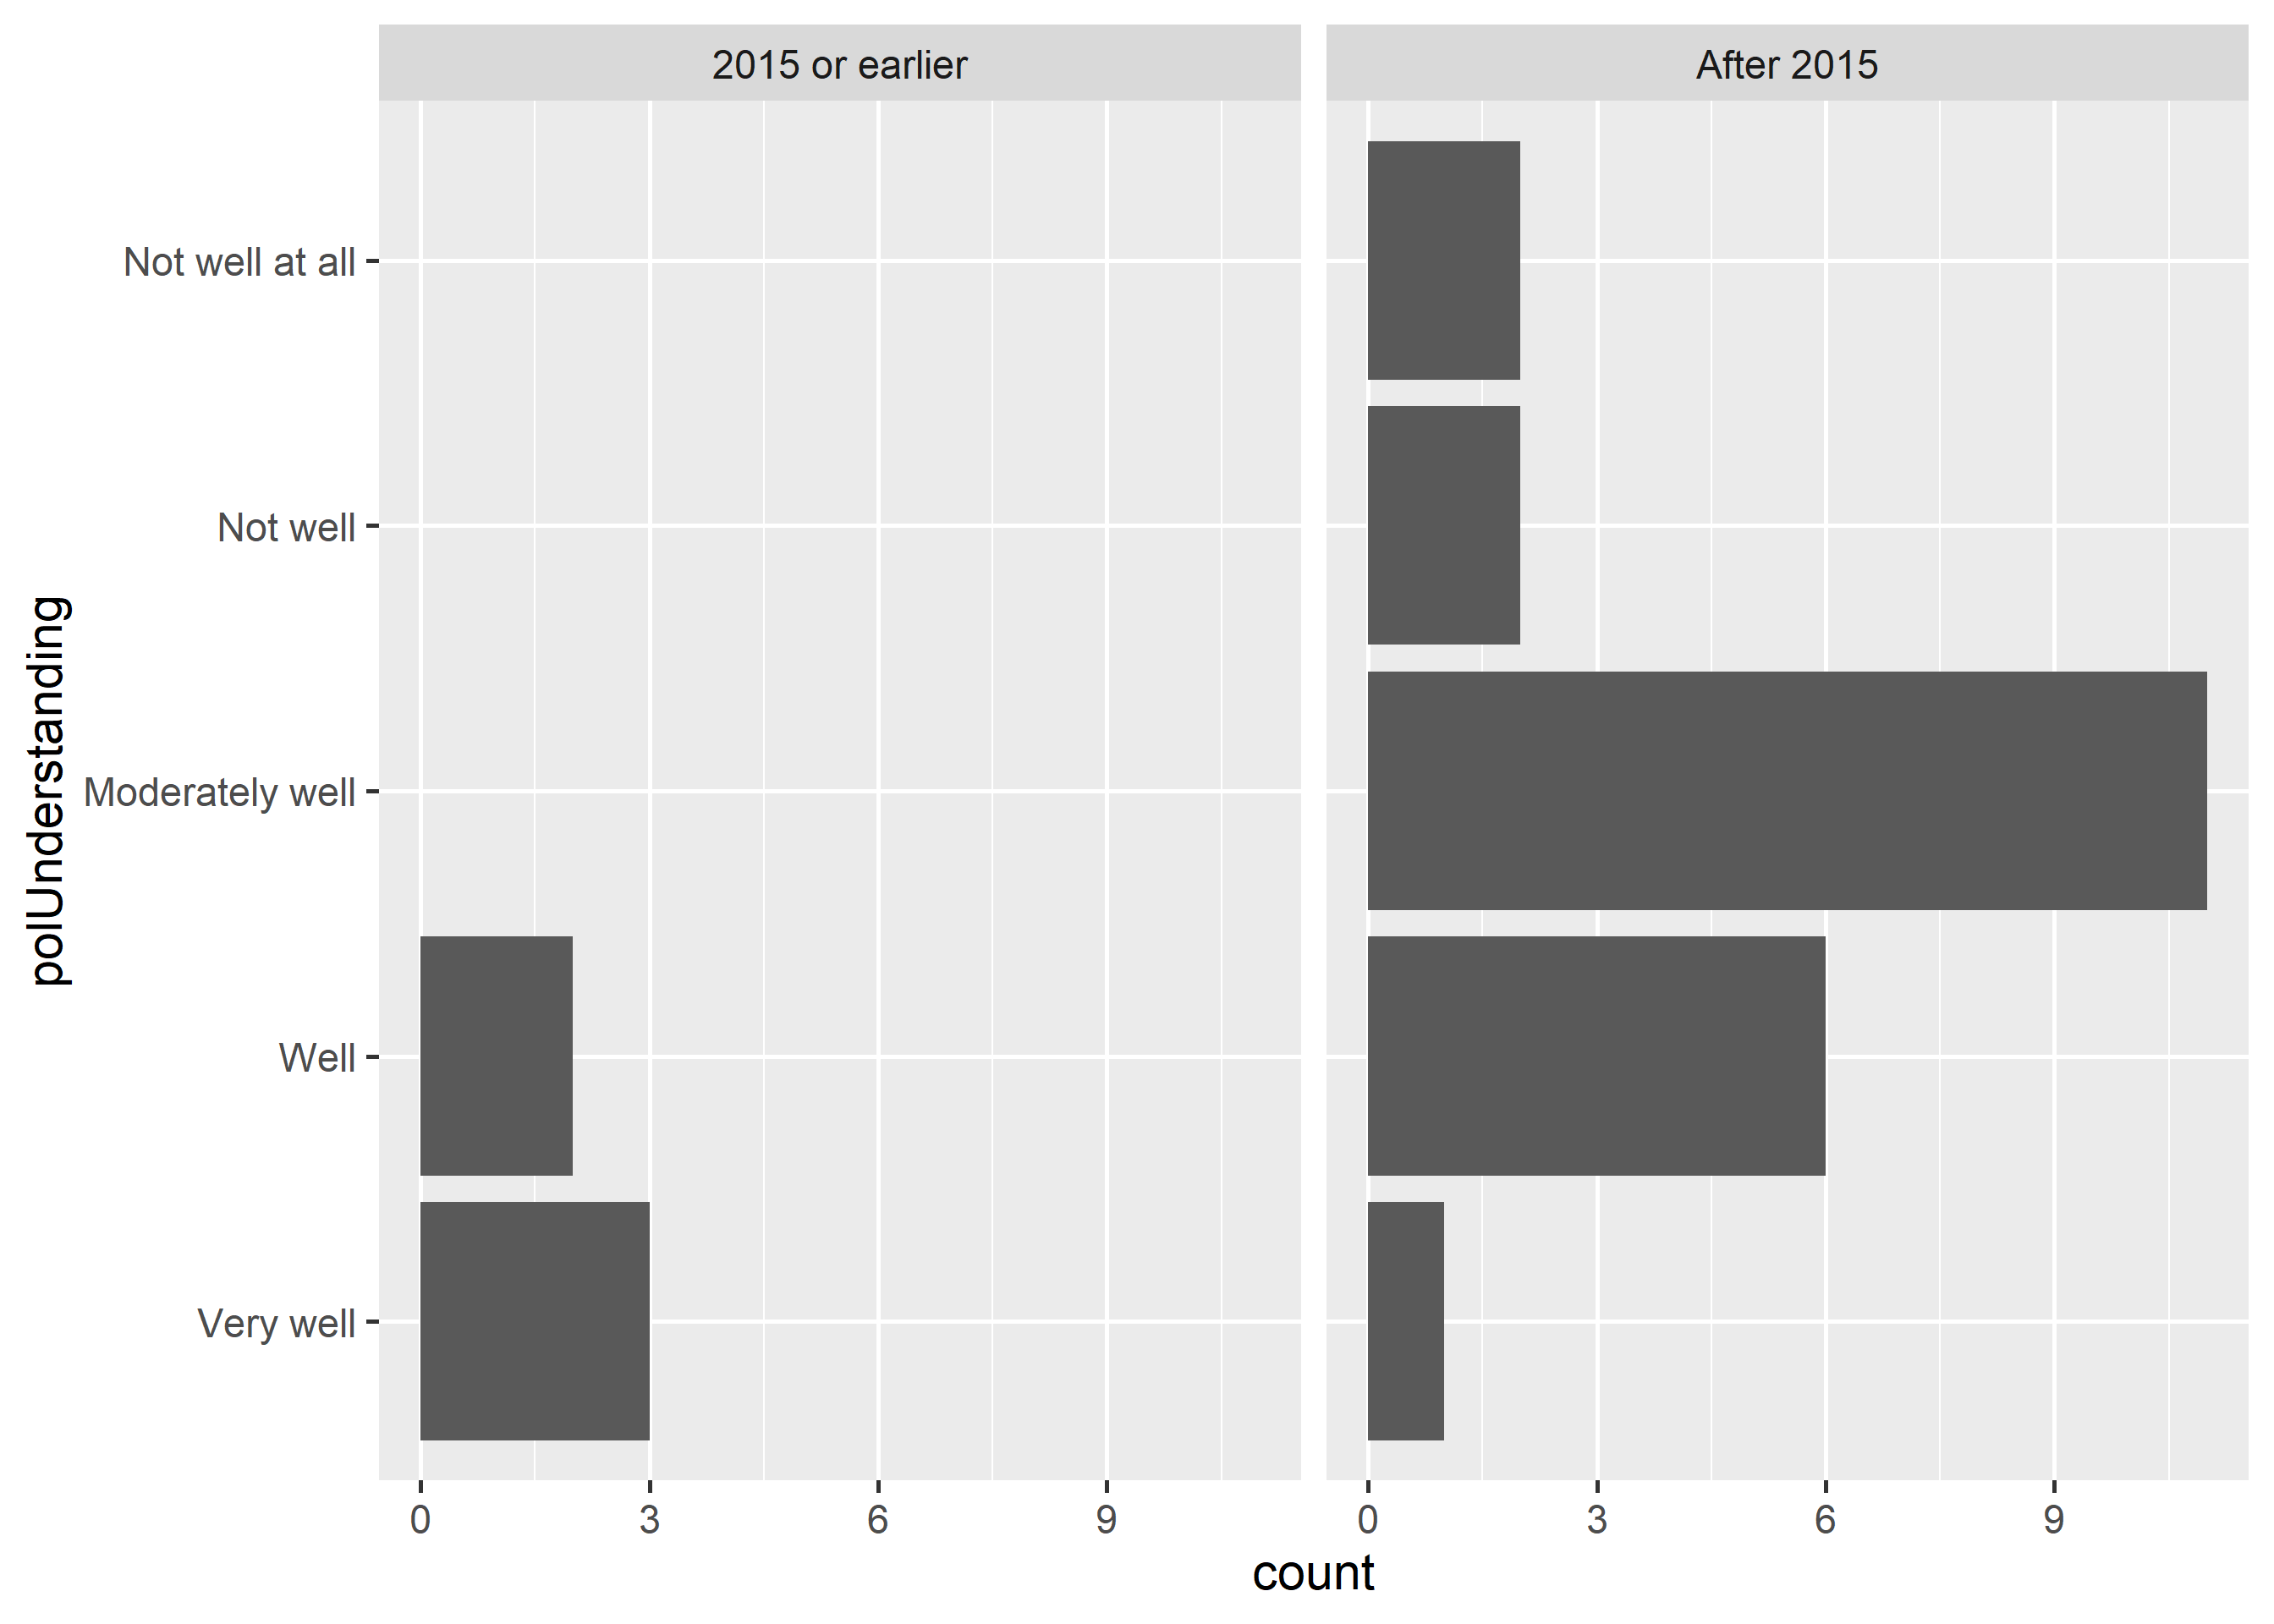 2015 or earlier
After 2015
polUnderstanding
Not well at all
Not well
Moderately well
Well
Very well
0 3 6 9
0 3 6 9
count